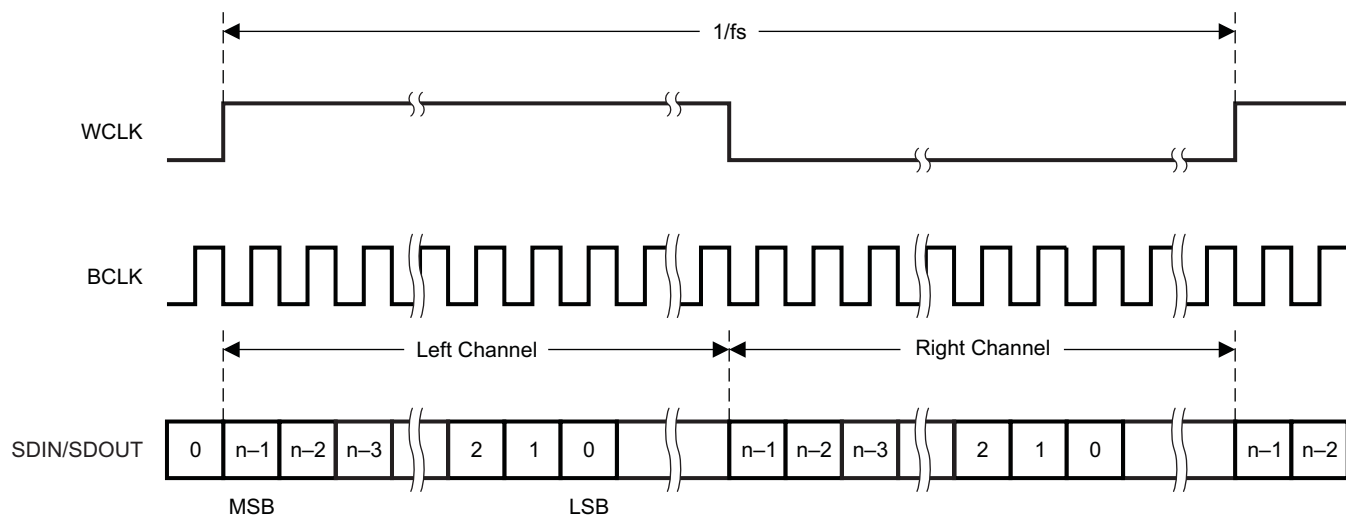 1/fs
WCLK
BCLK
Left Channel
Right Channel
SDIN/SDOUT 0 n–1 n–2 n–3 2 1 0 n–1 n–2 n–3 2 1 0 n–1 n–2
MSB LSB